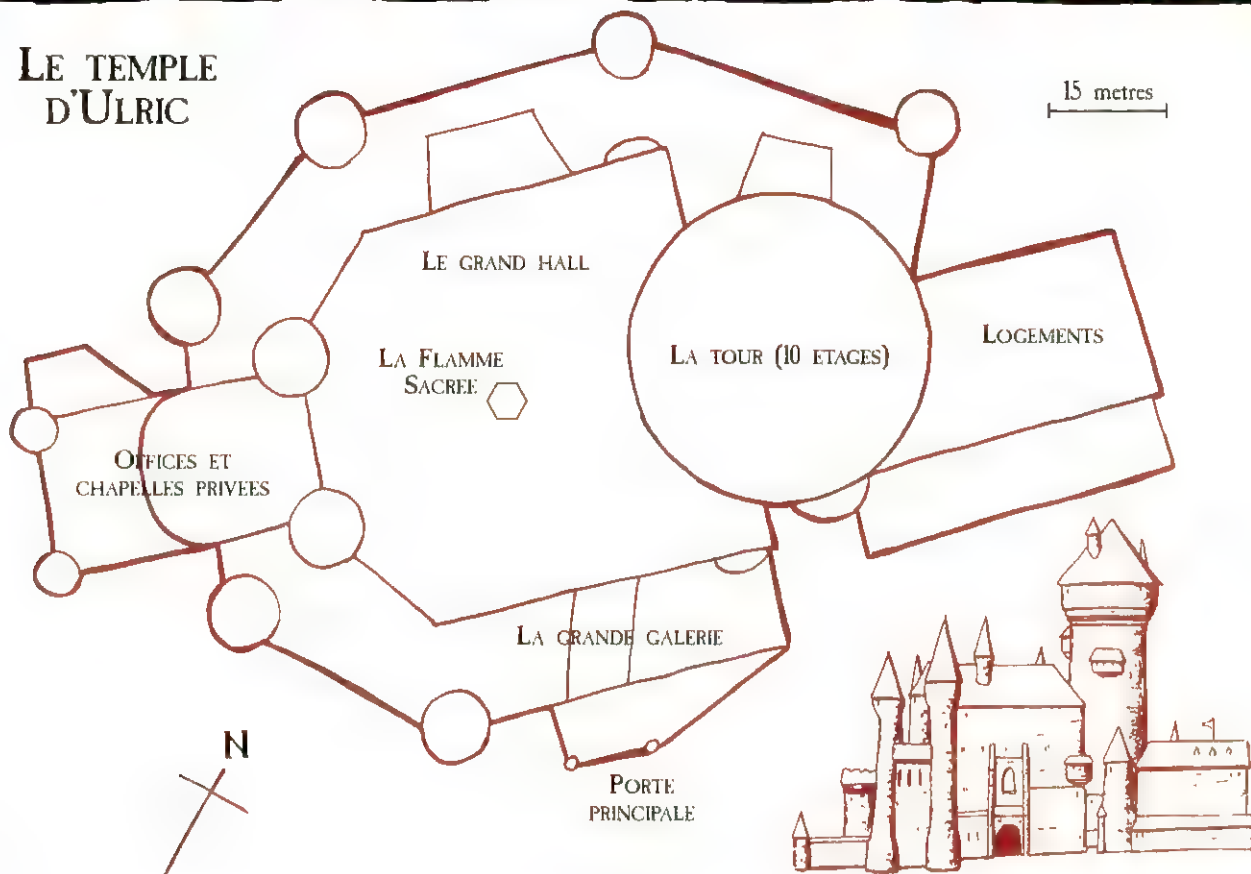 LE TEMPLE
D'ULRIC
15 metres
LE GRAND HALL
LA FLAMME
SACREE
LA TOUR (10 ETAGES)
LOGEMENTS
OFFICES ET
CHAPELLES PRIVEES
LA GRANDE GALERIE
N
PORTE
PRINCIPALE